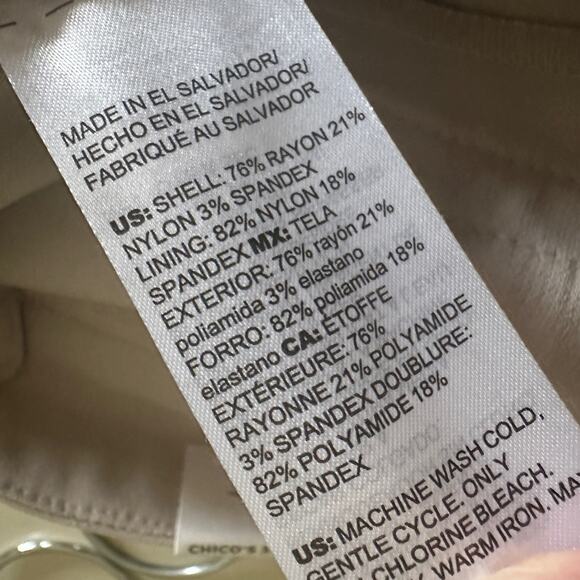 MADE IN EL SALVADOR/
HECHO EN EL SALVADOR/
FABRIQUÉ AU SALVADOR
US: SHELL: 76% RAYON 21%
NYLON 3% SPANDEX
LINING: 82% NYLON 18%
SPANDEX MX: TELA
EXTERIOR: 76% rayón 21%
poliamida 3% elastano
FORRO: 82% poliamida 18%
elastano CA: ÉTOFFE
EXTÉRIEURE: 76%
RAYONNE 21% POLYAMIDE
3% SPANDEX DOUBLURE:
82% POLYAMIDE 18%
SPANDEX
US: MACHINE WASH COLD,
GENTLE CYCLE. ONLY
CHLORINE BLEACH.
WARM IRON. MA
CHICO'S